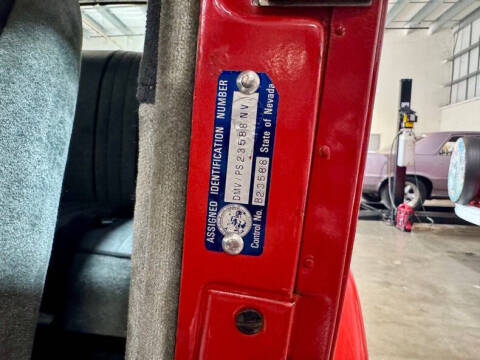 ASSIGNED IDENTIFICATION NUMBER
DMV/PS23588NV
Control No. B23588 State of Nevada